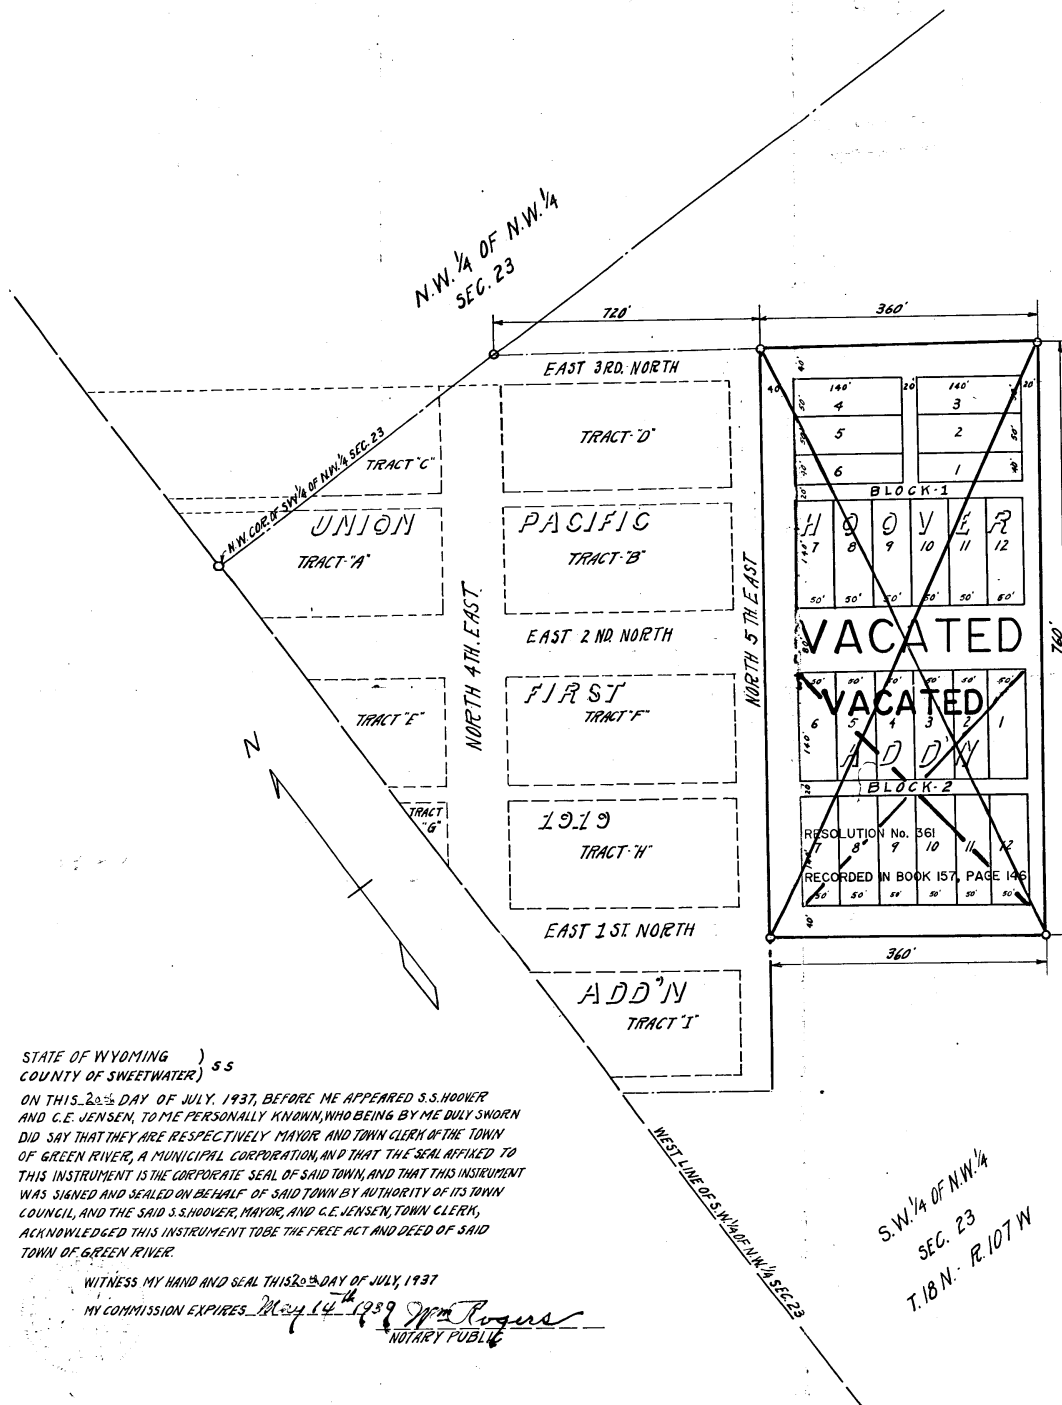 N.W. 1/4 OF N.W. 1/4
SEC. 23
720'
360'
EAST 3RD. NORTH
40'
40
140'
20'
140'
20'
50'
4
3
TRACT-"D"
5
2
50'
TRACT "C"
6
1
40'
N.W. COR. OF SW 1/4 OF N.W. 1/4 SEC. 23
20'
BLOCK-1
UNION
PACIFIC
HOOVER
TRACT-"A"
TRACT-"B"
140'
7 8 9 10 11 12
50' 50' 50' 50' 50' 50'
NORTH 4TH. EAST
NORTH 5TH EAST
EAST 2ND. NORTH
80'
VACATED
760'
50' 50' 50' 50' 50' 50'
VACATED
FIRST
TRACT "E"
TRACT"F"
6 5 4 3 2 1
140'
ADD'N
N
20'
BLOCK-2
TRACT
"G"
1919
TRACT-"H"
RESOLUTION No. 361
7 8 9 10 11 12
RECORDED IN BOOK 157, PAGE 146
50' 50' 50' 50' 50' 50'
40'
EAST 1ST. NORTH
360'
ADD'N
TRACT "I"
STATE OF WYOMING )
COUNTY OF SWEETWATER) SS
ON THIS 20th DAY OF JULY. 1937, BEFORE ME APPEARED S.S. HOOVER
AND C.E. JENSEN, TO ME PERSONALLY KNOWN, WHO BEING BY ME DULY SWORN
DID SAY THAT THEY ARE RESPECTIVELY MAYOR AND TOWN CLERK OF THE TOWN
OF GREEN RIVER, A MUNICIPAL CORPORATION, AND THAT THE SEAL AFFIXED TO
THIS INSTRUMENT IS THE CORPORATE SEAL OF SAID TOWN, AND THAT THIS INSTRUMENT
WAS SIGNED AND SEALED ON BEHALF OF SAID TOWN BY AUTHORITY OF ITS TOWN
COUNCIL, AND THE SAID S.S. HOOVER, MAYOR, AND C.E. JENSEN, TOWN CLERK,
ACKNOWLEDGED THIS INSTRUMENT TO BE THE FREE ACT AND DEED OF SAID
TOWN OF GREEN RIVER.
WITNESS MY HAND AND SEAL THIS 20th DAY OF JULY, 1937
MY COMMISSION EXPIRES May 14th 1939 Wm Rogers
NOTARY PUBLIC
WEST LINE OF S.W. 1/4 OF N.W. 1/4 SEC. 23
S.W. 1/4 OF N.W. 1/4
SEC. 23
T. 18 N. - R. 107 W